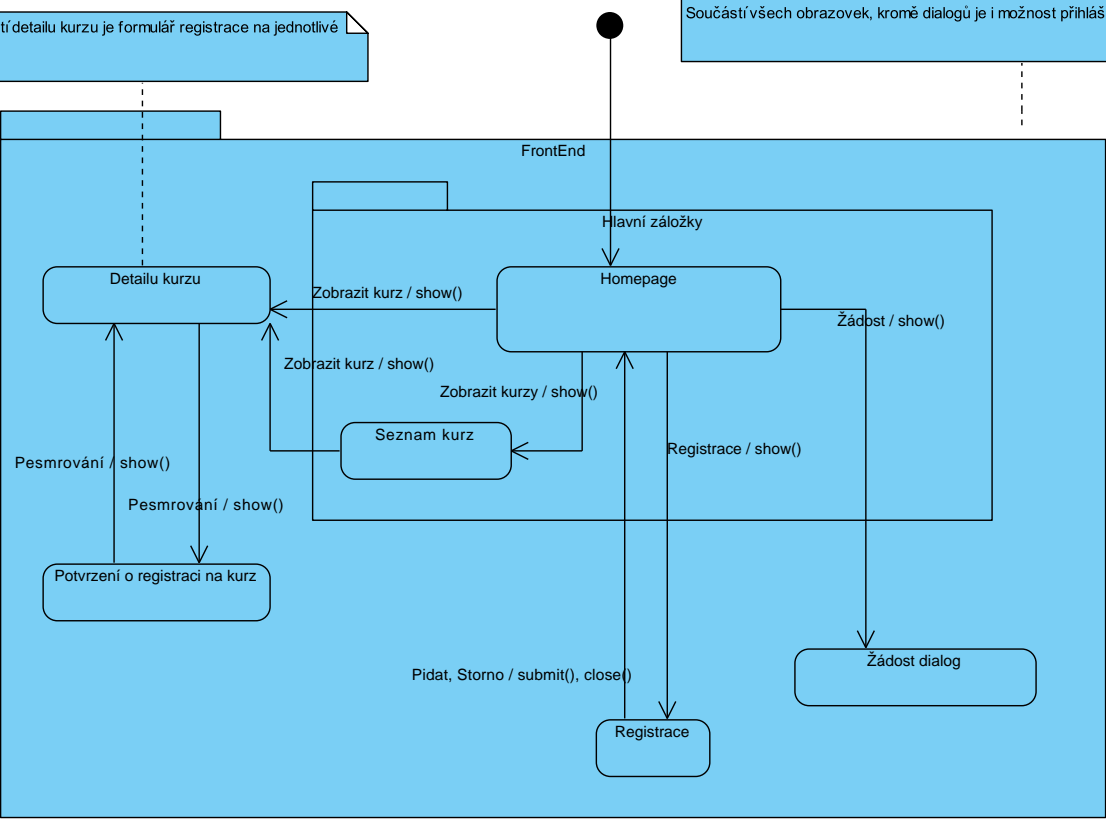 tí detailu kurzu je formulář registrace na jednotlivé
Součástí všech obrazovek, kromě dialogů je i možnost přihláš
FrontEnd
Hlavní záložky
Detailu kurzu
Homepage
Zobrazit kurz / show()
Žádost / show()
Zobrazit kurz / show()
Zobrazit kurzy / show()
Seznam kurz
Registrace / show()
Pesmrování / show()
Pesmrování / show()
Potvrzení o registraci na kurz
Žádost dialog
Pidat, Storno / submit(), close()
Registrace